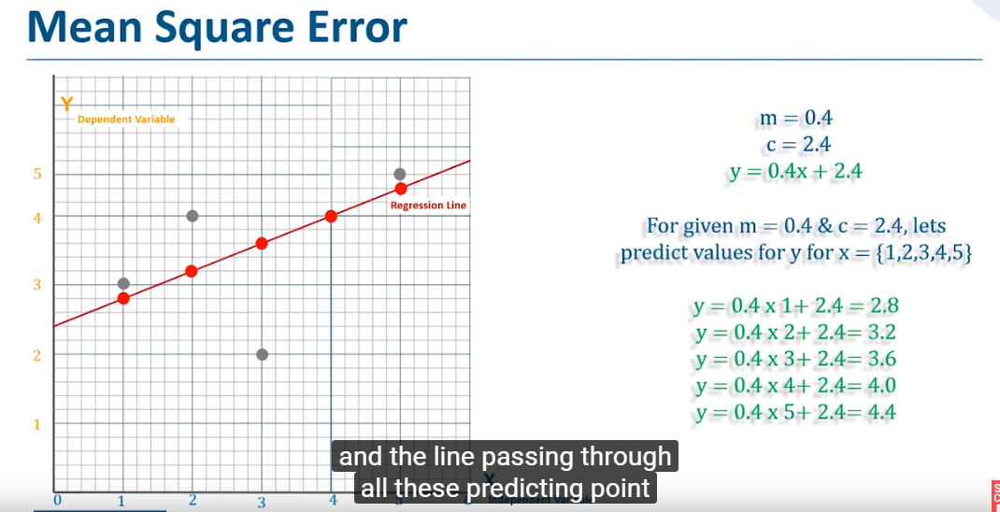 Mean Square Error
Y
Dependent Variable
m = 0.4
c = 2.4
y = 0.4x + 2.4
5
4
3
2
1
Regression Line
For given m = 0.4 & c = 2.4, lets
predict values for y for x = {1,2,3,4,5}
y = 0.4 x 1+ 2.4 = 2.8
y = 0.4 x 2+ 2.4= 3.2
y = 0.4 x 3+ 2.4= 3.6
y = 0.4 x 4+ 2.4= 4.0
y = 0.4 x 5+ 2.4= 4.4
and the line passing through
all these predicting point
X
0 1 2 3 4 5
Independent